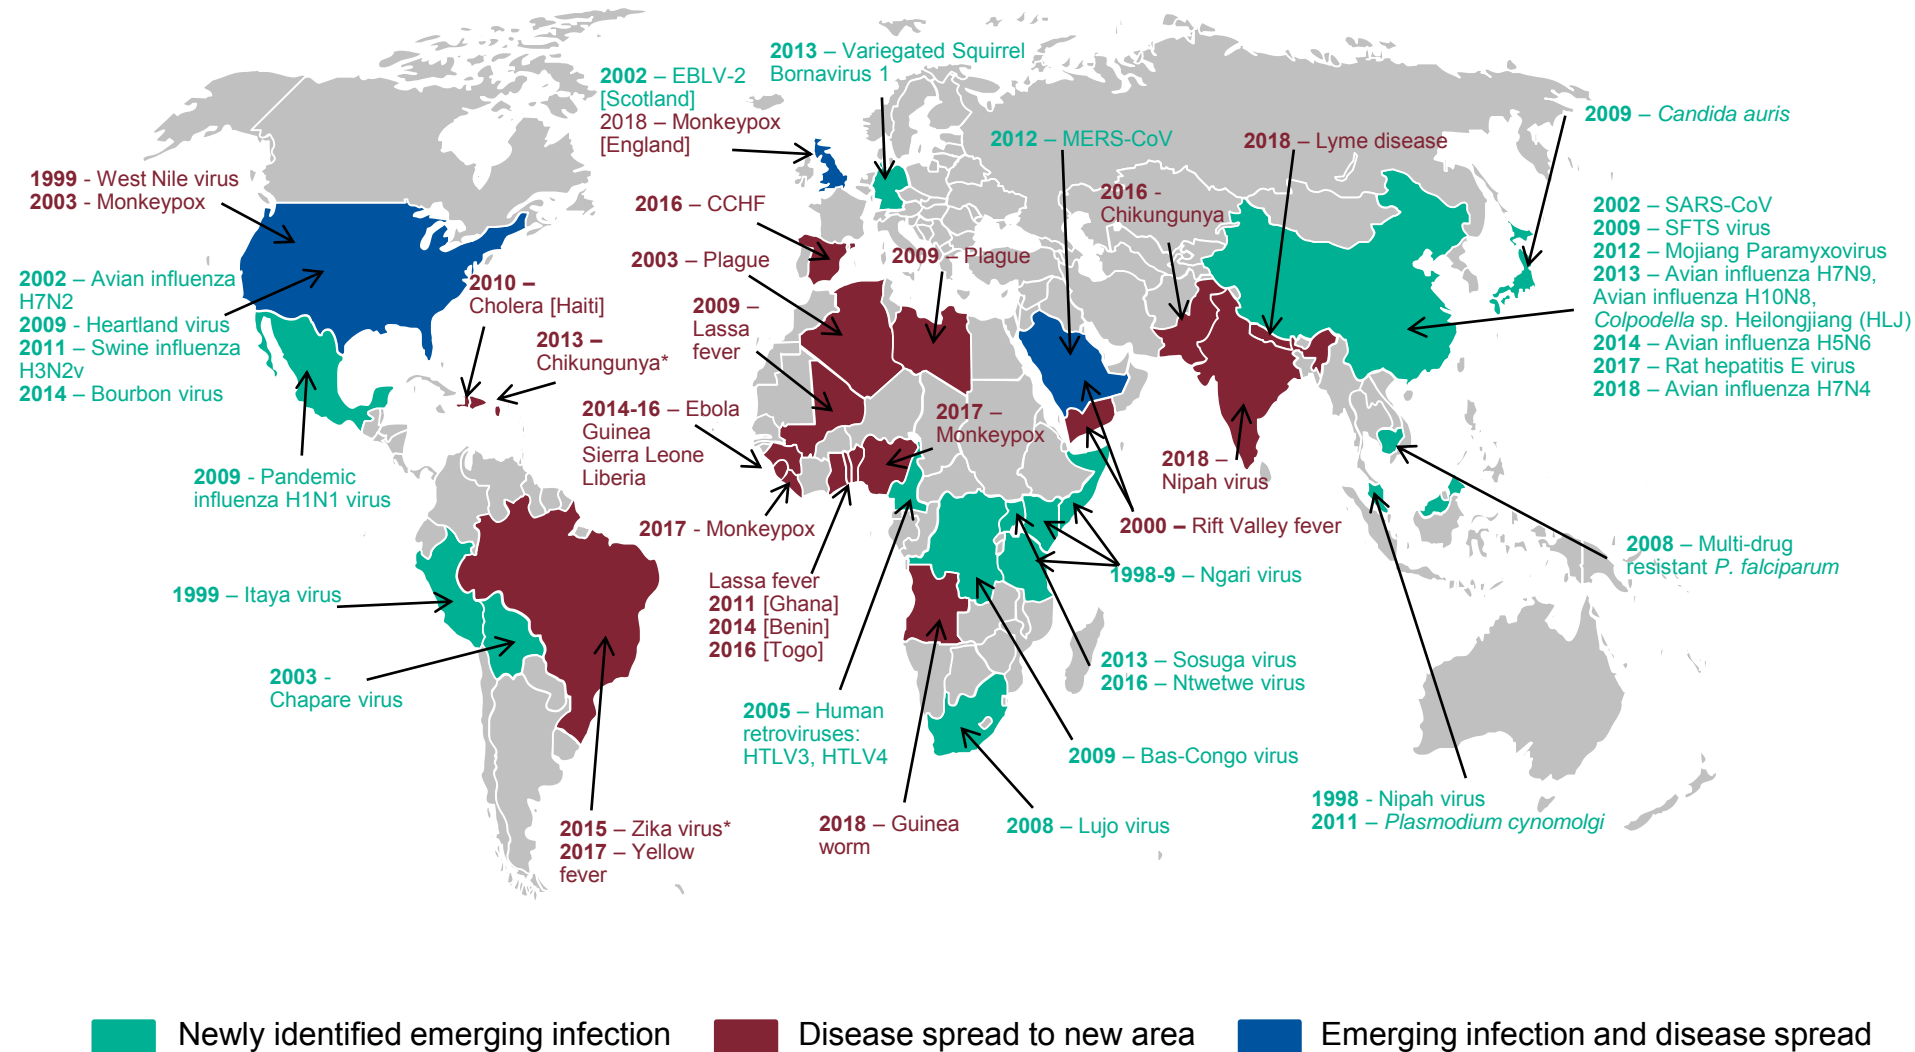 2013 – Variegated Squirrel
Bornavirus 1
2002 – EBLV-2
[Scotland]
2018 – Monkeypox
[England]
2009 – Candida auris
2012 – MERS-CoV
2018 – Lyme disease
1999 - West Nile virus
2003 - Monkeypox
2016 – CCHF
2016 -
Chikungunya
2002 – SARS-CoV
2009 – SFTS virus
2012 – Mojiang Paramyxovirus
2013 – Avian influenza H7N9,
Avian influenza H10N8,
Colpodella sp. Heilongjiang (HLJ)
2014 – Avian influenza H5N6
2017 – Rat hepatitis E virus
2018 – Avian influenza H7N4
2003 – Plague
2009 – Plague
2002 – Avian influenza
H7N2
2009 - Heartland virus
2011 – Swine influenza
H3N2v
2014 – Bourbon virus
2010 –
Cholera [Haiti]
2009 –
Lassa
fever
2013 –
Chikungunya*
2014-16 – Ebola
Guinea
Sierra Leone
Liberia
2017 –
Monkeypox
2009 - Pandemic
influenza H1N1 virus
2018 –
Nipah virus
2017 - Monkeypox
2000 – Rift Valley fever
2008 – Multi-drug
resistant P. falciparum
1999 – Itaya virus
Lassa fever
2011 [Ghana]
2014 [Benin]
2016 [Togo]
1998-9 – Ngari virus
2003 -
Chapare virus
2013 – Sosuga virus
2016 – Ntwetwe virus
2005 – Human
retroviruses:
HTLV3, HTLV4
2009 – Bas-Congo virus
1998 - Nipah virus
2011 – Plasmodium cynomolgi
2015 – Zika virus*
2017 – Yellow
fever
2018 – Guinea
worm
2008 – Lujo virus
Newly identified emerging infection
Disease spread to new area
Emerging infection and disease spread